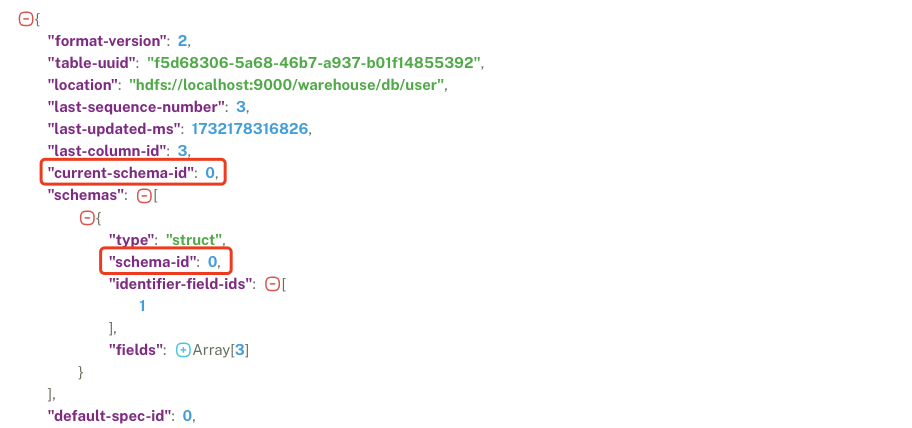 {
"format-version": 2,
"table-uuid": "f5d68306-5a68-46b7-a937-b01f14855392",
"location": "hdfs://localhost:9000/warehouse/db/user",
"last-sequence-number": 3,
"last-updated-ms": 1732178316826,
"last-column-id": 3,
"current-schema-id": 0,
"schemas": [
{
"type": "struct",
"schema-id": 0,
"identifier-field-ids": [
1
],
"fields": Array[3]
}
],
"default-spec-id": 0,